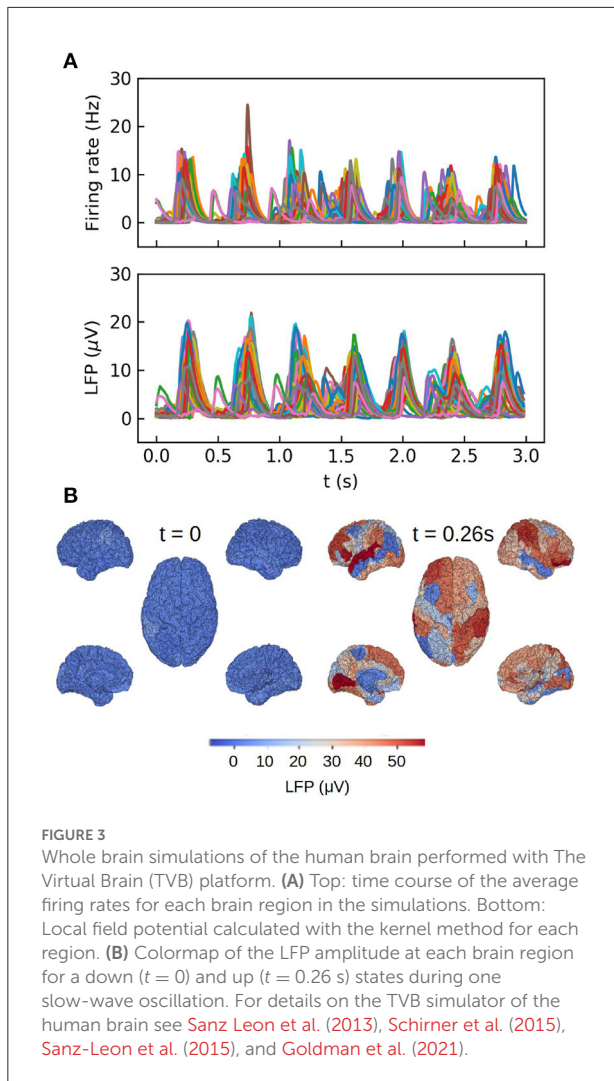 A
30
20
10
0
Firing rate (Hz)
30
20
10
0
LFP (µV)
0.0 0.5 1.0 1.5 2.0 2.5 3.0
t (s)
B
t = 0
t = 0.26s
0 10 20 30 40 50
LFP (µV)
FIGURE 3
Whole brain simulations of the human brain performed with The
Virtual Brain (TVB) platform. (A) Top: time course of the average
firing rates for each brain region in the simulations. Bottom:
Local field potential calculated with the kernel method for each
region. (B) Colormap of the LFP amplitude at each brain region
for a down (t = 0) and up (t = 0.26 s) states during one
slow-wave oscillation. For details on the TVB simulator of the
human brain see Sanz Leon et al. (2013), Schirner et al. (2015),
Sanz-Leon et al. (2015), and Goldman et al. (2021).